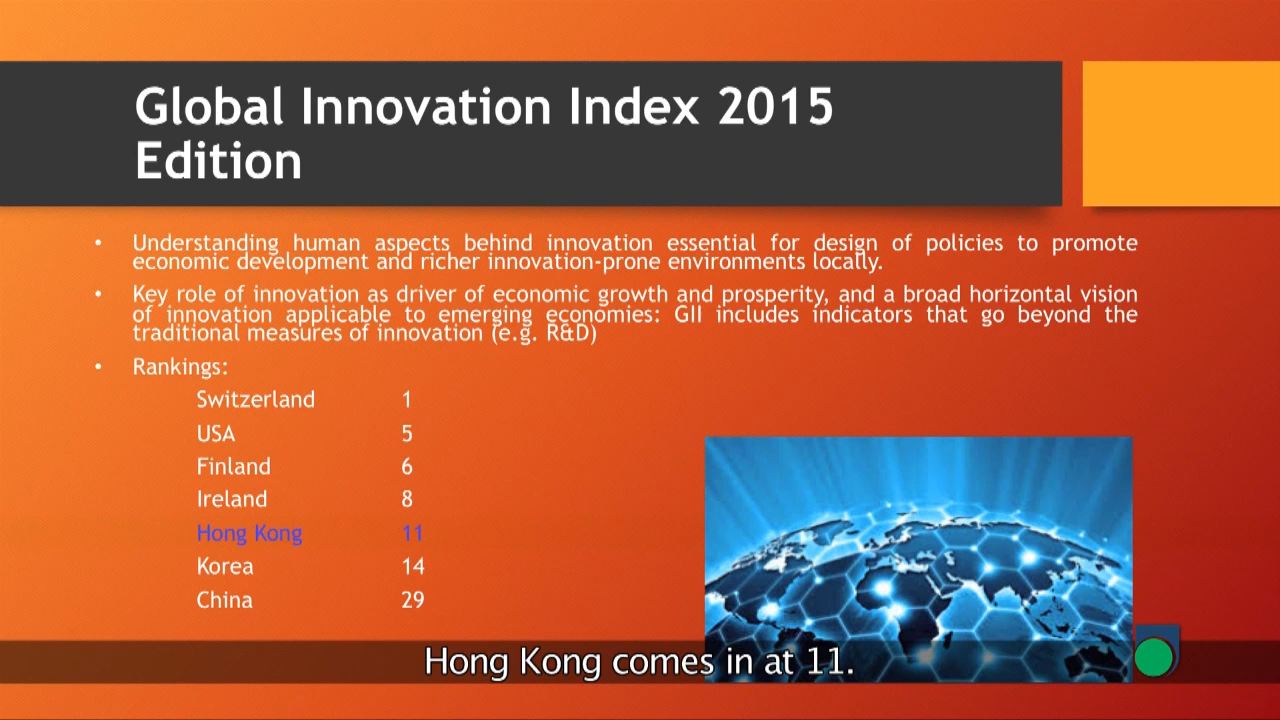 Global Innovation Index 2015
Edition
• Understanding human aspects behind innovation essential for design of policies to promote
economic development and richer innovation-prone environments locally.
• Key role of innovation as driver of economic growth and prosperity, and a broad horizontal vision
of innovation applicable to emerging economies: GII includes indicators that go beyond the
traditional measures of innovation (e.g. R&D)
• Rankings:
Switzerland 1
USA 5
Finland 6
Ireland 8
Hong Kong 11
Korea 14
China 29
Hong Kong comes in at 11.